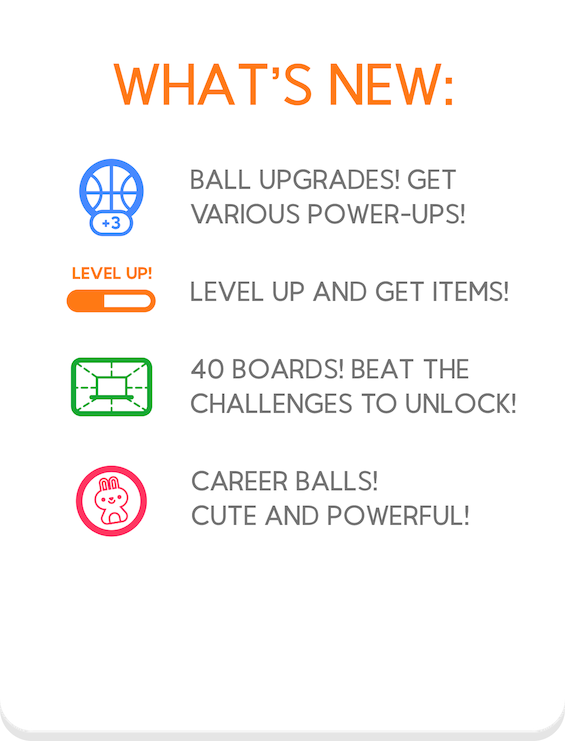 WHAT'S NEW:
+3
BALL UPGRADES! GET
VARIOUS POWER-UPS!
LEVEL UP!
LEVEL UP AND GET ITEMS!
40 BOARDS! BEAT THE
CHALLENGES TO UNLOCK!
CAREER BALLS!
CUTE AND POWERFUL!